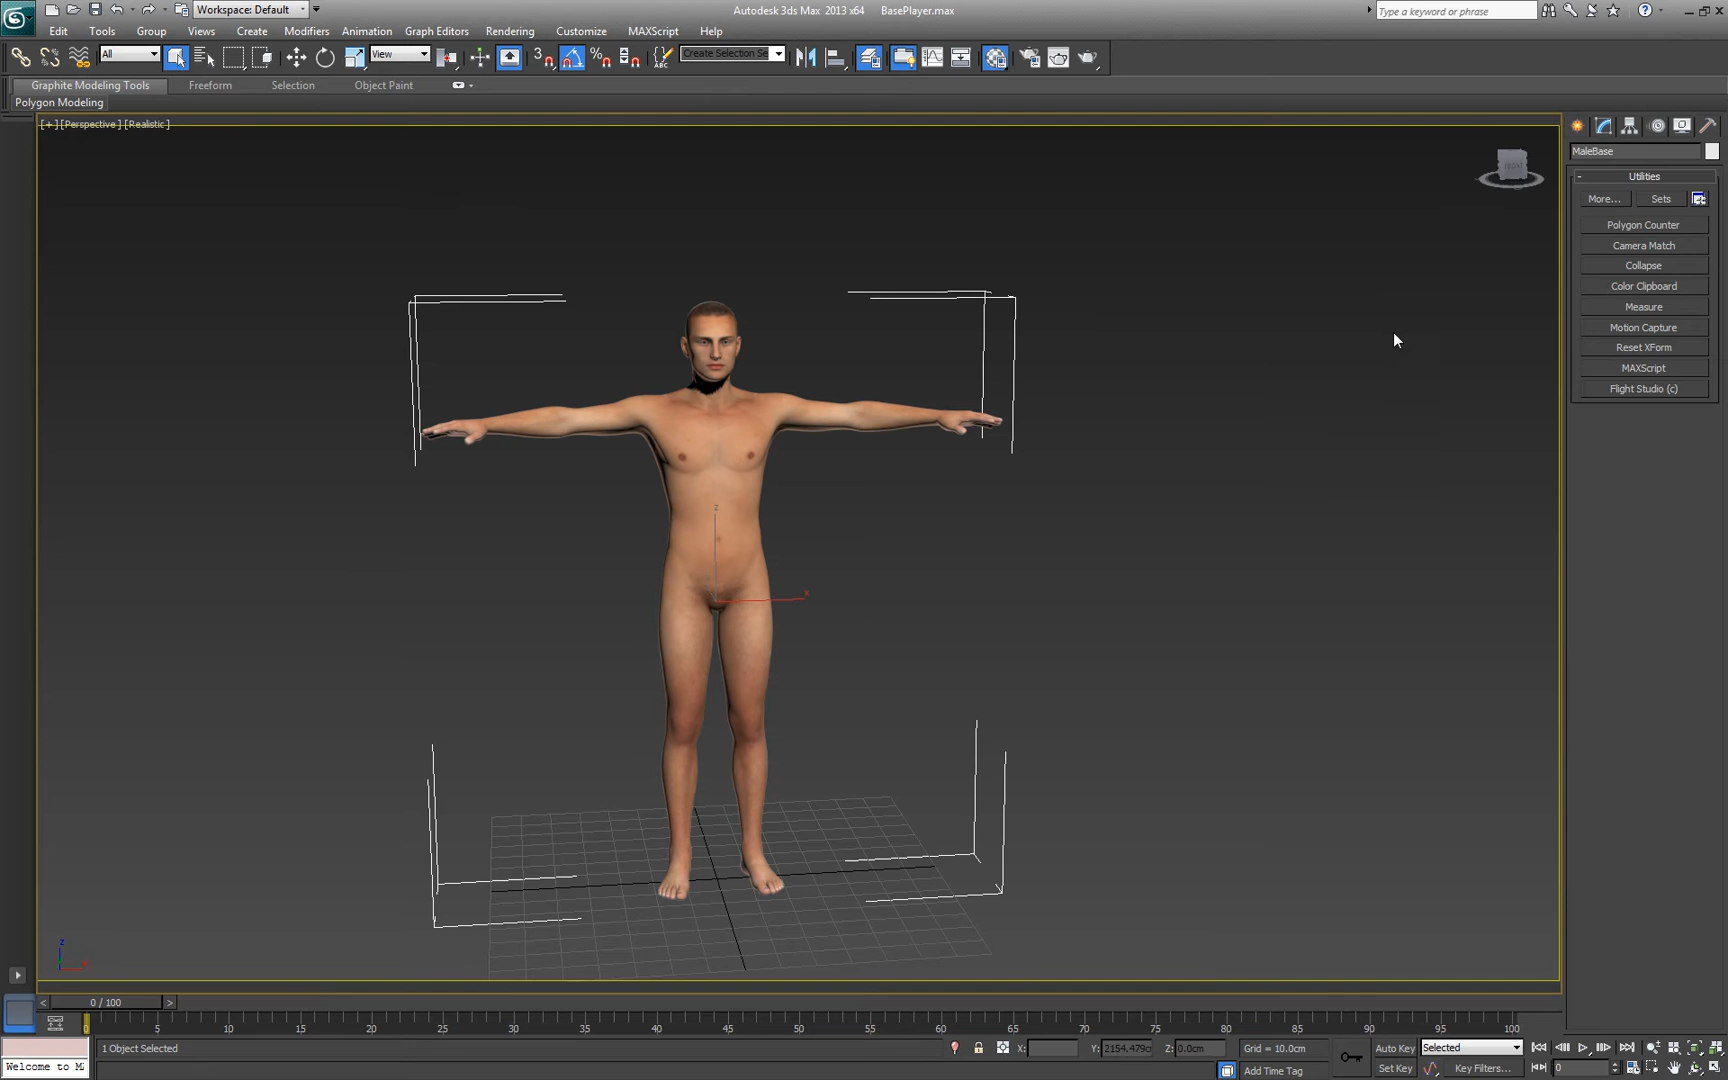 Workspace: Default
Autodesk 3ds Max 2013 x64 BasePlayer.max
Type a keyword or phrase
Edit Tools Group Views Create Modifiers Animation Graph Editors Rendering Customize MAXScript Help
All View 3 Create Selection Se
Graphite Modeling Tools Freeform Selection Object Paint
Polygon Modeling
[+][Perspective][Realistic]
FRONT
MaleBase
- Utilities
More... Sets
Polygon Counter
Camera Match
Collapse
Color Clipboard
Measure
Motion Capture
Reset XForm
MAXScript
Flight Studio (c)
z
x
z
x
< 0 / 100 >
0 5 10 15 20 25 30 35 40 45 50 55 60 65 70 75 80 85 90 95 100
1 Object Selected X: Y: 2154.479c Z: 0.0cm Grid = 10.0cm Auto Key Selected
Welcome to M Add Time Tag Set Key Key Filters... 0